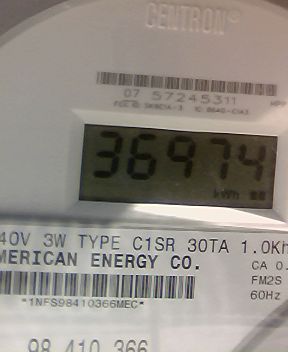 CENTRON®
07 57245311
36974
kWh
40V 3W TYPE C1SR 30TA 1.0Kh
MERICAN ENERGY CO.
CA 0.
FM2S
60Hz
*1NFS98410366MEC*
98 410 366